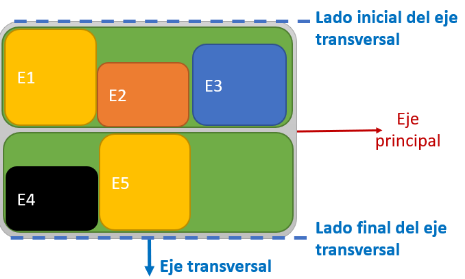 Lado inicial del eje
transversal
E1
E2
E3
Eje
principal
E4
E5
Lado final del eje
transversal
Eje transversal